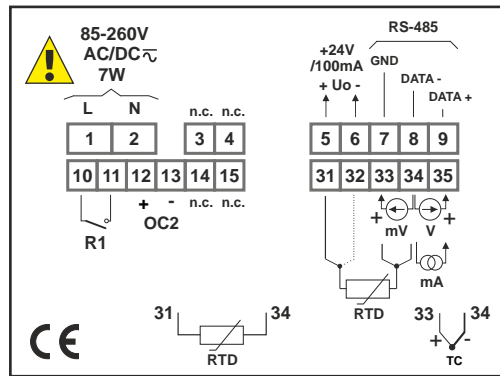 85-260V
AC/DC
7W
L N
+24V
/100mA
+ Uo -
RS-485
GND
DATA -
DATA +
n.c. n.c.
1 2 3 4 5 6 7 8 9
10 11 12 13 14 15 31 32 33 34 35
R1
+ -
OC2
n.c. n.c.
+ mV V +
mA
RTD
31 34
RTD
33 34
+ -
TC
CE